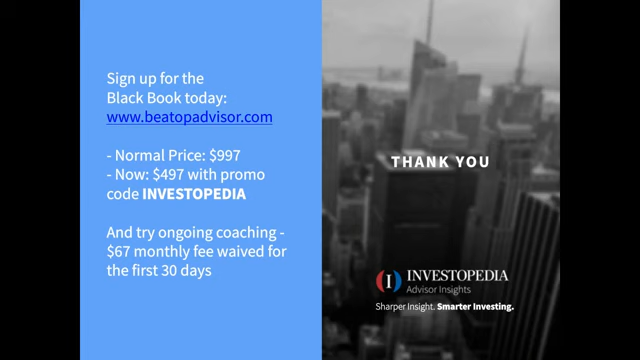 Sign up for the
Black Book today:
www.beatopadvisor.com
- Normal Price: $997
- Now: $497 with promo
code INVESTOPEDIA
And try ongoing coaching -
$67 monthly fee waived for
the first 30 days
THANK YOU
INVESTOPEDIA
Advisor Insights
Sharper Insight. Smarter Investing.